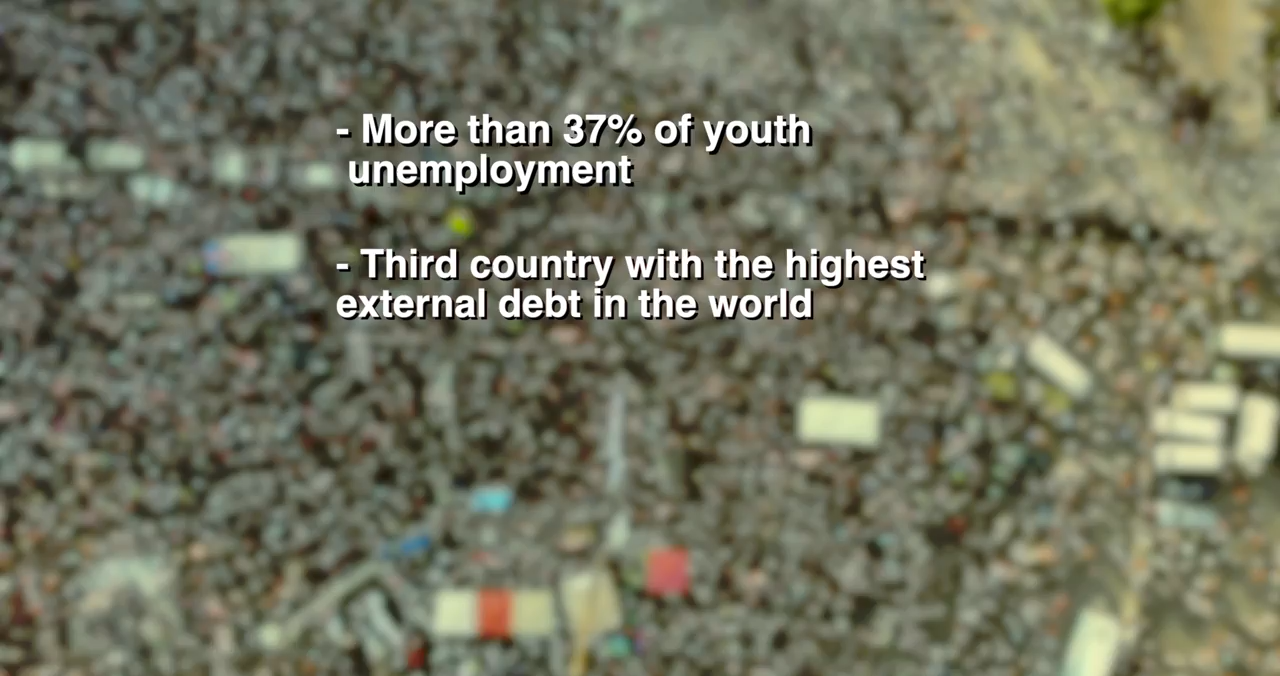 - More than 37% of youth
unemployment
- Third country with the highest
external debt in the world